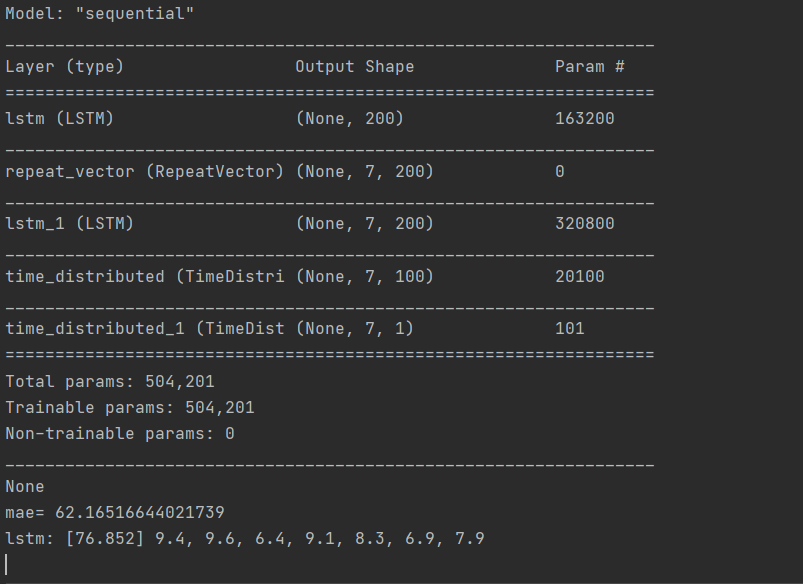 Model: "sequential"
_________________________________________________________________
Layer (type)                 Output Shape              Param #
=================================================================
lstm (LSTM)                  (None, 200)               163200
_________________________________________________________________
repeat_vector (RepeatVector) (None, 7, 200)            0
_________________________________________________________________
lstm_1 (LSTM)                (None, 7, 200)            320800
_________________________________________________________________
time_distributed (TimeDistri (None, 7, 100)            20100
_________________________________________________________________
time_distributed_1 (TimeDist (None, 7, 1)              101
=================================================================
Total params: 504,201
Trainable params: 504,201
Non-trainable params: 0
_________________________________________________________________
None
mae= 62.16516644021739
lstm: [76.852] 9.4, 9.6, 6.4, 9.1, 8.3, 6.9, 7.9